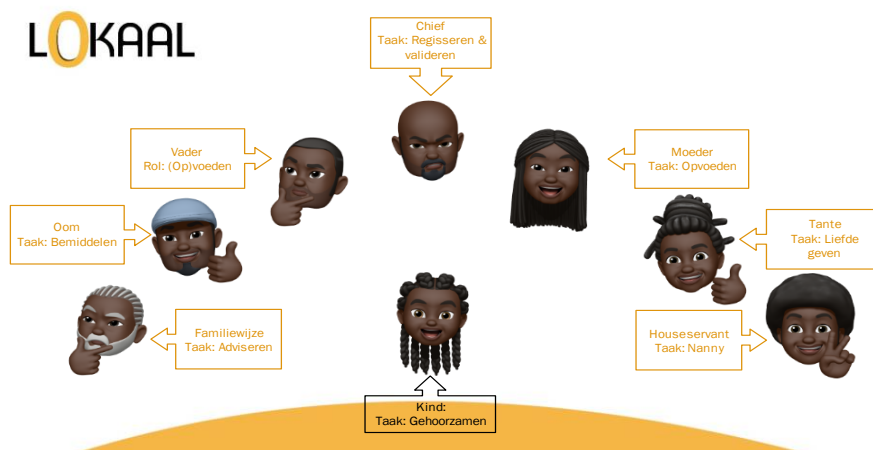 LOKAAL
Chief
Taak: Regisseren &
valideren
Vader
Rol: (Op)voeden
Moeder
Taak: Opvoeden
Oom
Taak: Bemiddelen
Tante
Taak: Liefde
geven
Familiewijze
Taak: Adviseren
Houseservant
Taak: Nanny
Kind:
Taak: Gehoorzamen